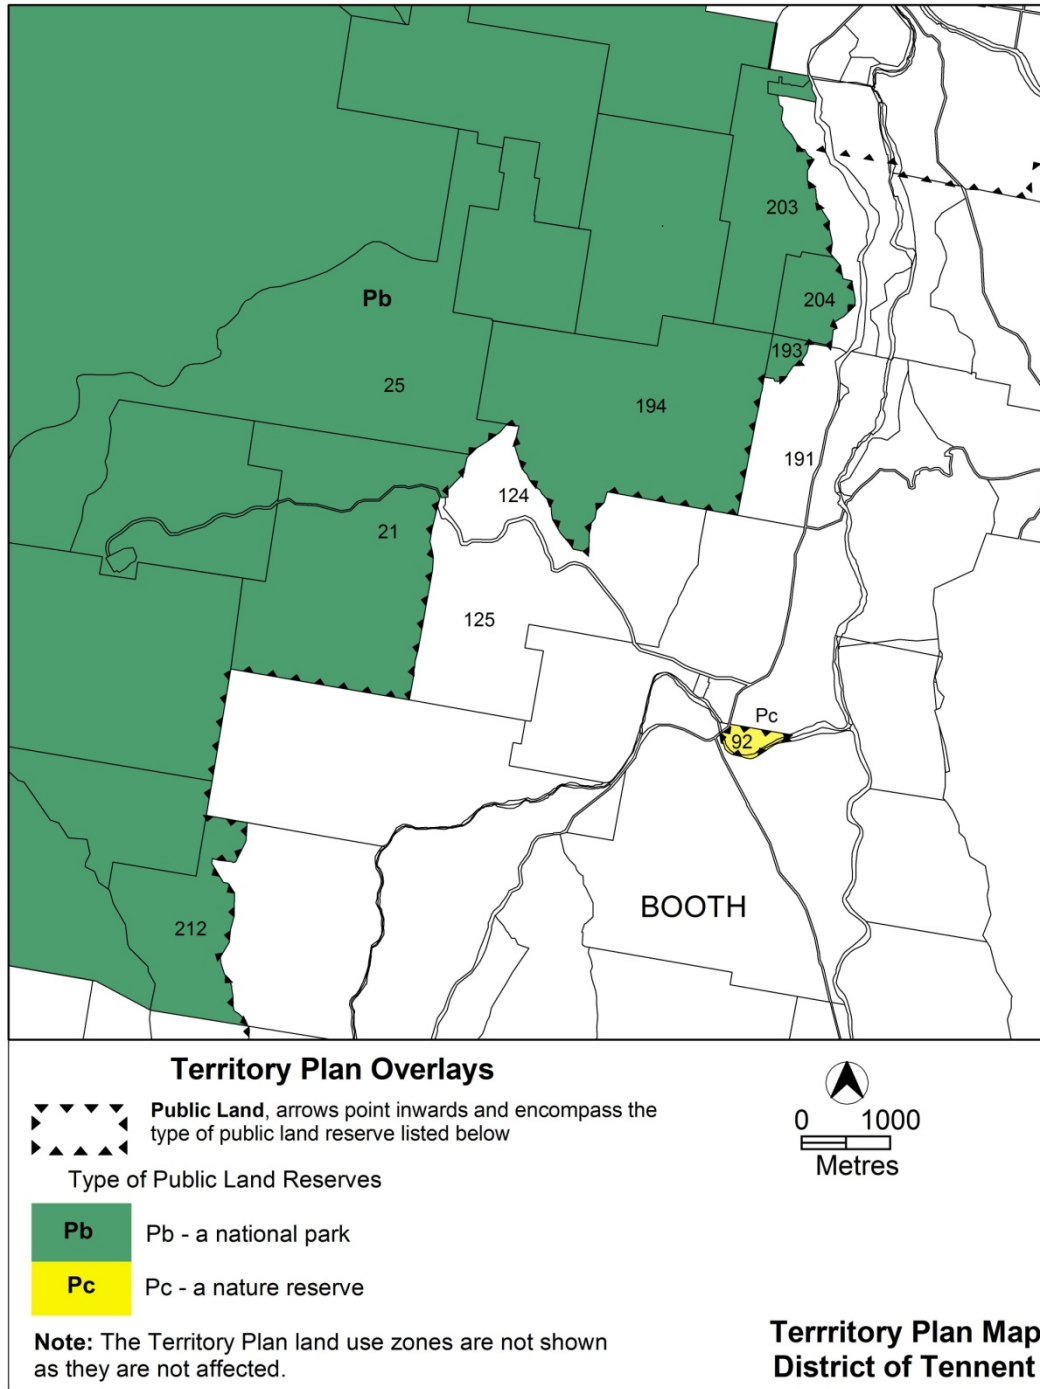 203
204
Pb
193
25
194
191
124
21
125
Pc
92
BOOTH
212
Territory Plan Overlays
Public Land, arrows point inwards and encompass the
type of public land reserve listed below
0 1000
Metres
Type of Public Land Reserves
Pb Pb - a national park
Pc Pc - a nature reserve
Note: The Territory Plan land use zones are not shown
as they are not affected.
Terrritory Plan Map
District of Tennent